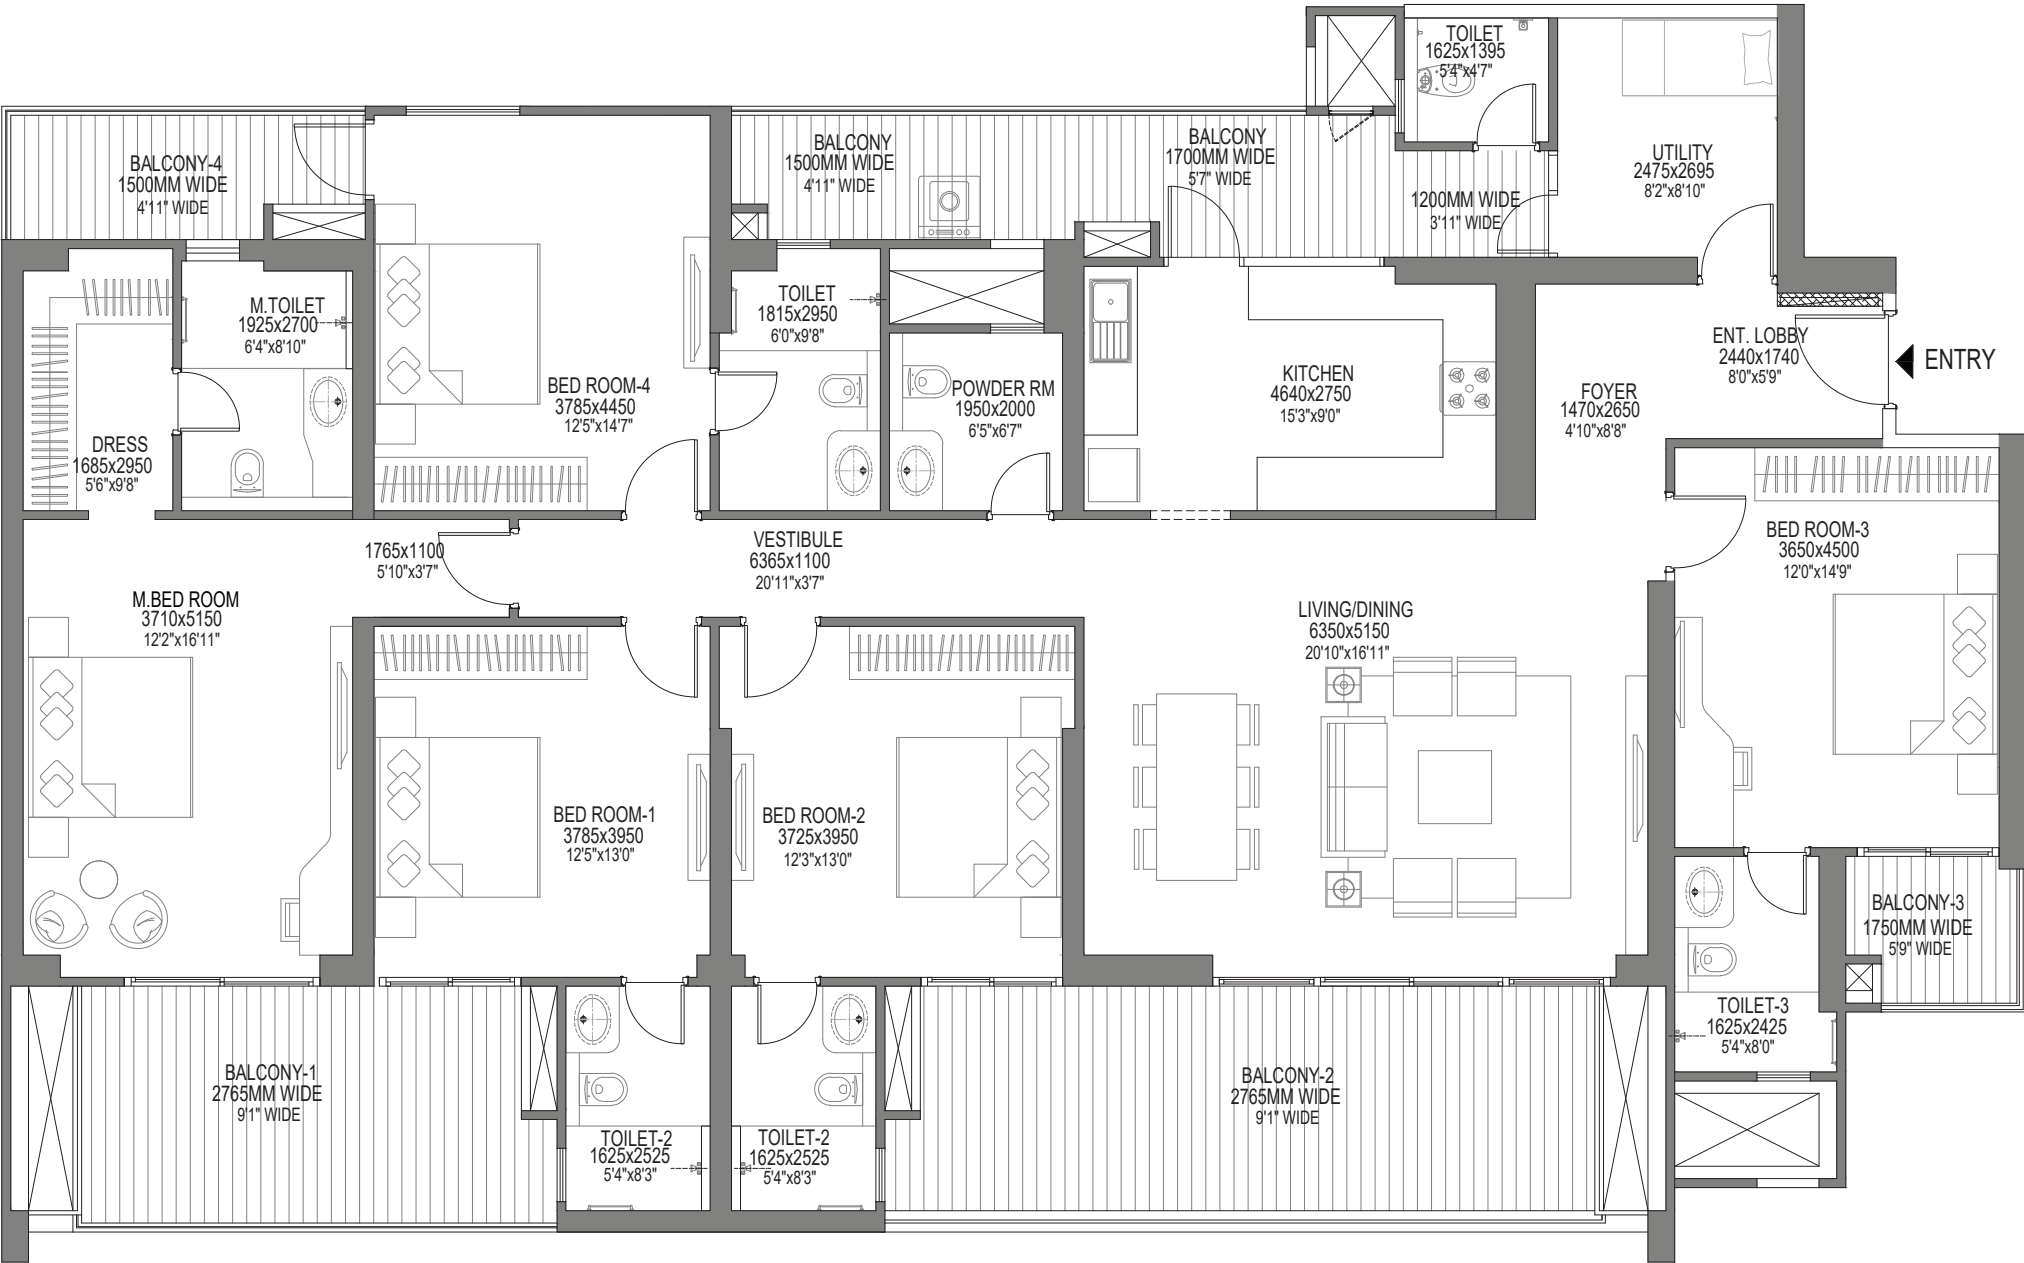 TOILET
1625x1395
5'4"x4'7"
BALCONY
1700MM WIDE
5'7" WIDE
BALCONY
1500MM WIDE
4'11" WIDE
BALCONY-4
1500MM WIDE
4'11" WIDE
UTILITY
2475x2695
8'2"x8'10"
1200MM WIDE
3'11" WIDE
M.TOILET
1925x2700
6'4"x8'10"
TOILET
1815x2950
6'0"x9'8"
ENT. LOBBY
2440x1740
8'0"x5'9"
ENTRY
BED ROOM-4
3785x4450
12'5"x14'7"
POWDER RM
1950x2000
6'5"x6'7"
KITCHEN
4640x2750
15'3"x9'0"
FOYER
1470x2650
4'10"x8'8"
DRESS
1685x2950
5'6"x9'8"
1765x1100
5'10"x3'7"
VESTIBULE
6365x1100
20'11"x3'7"
BED ROOM-3
3650x4500
12'0"x14'9"
M.BED ROOM
3710x5150
12'2"x16'11"
LIVING/DINING
6350x5150
20'10"x16'11"
BED ROOM-1
3785x3950
12'5"x13'0"
BED ROOM-2
3725x3950
12'3"x13'0"
BALCONY-3
1750MM WIDE
5'9" WIDE
TOILET-3
1625x2425
5'4"x8'0"
BALCONY-1
2765MM WIDE
9'1" WIDE
BALCONY-2
2765MM WIDE
9'1" WIDE
TOILET-2
1625x2525
5'4"x8'3"
TOILET-2
1625x2525
5'4"x8'3"